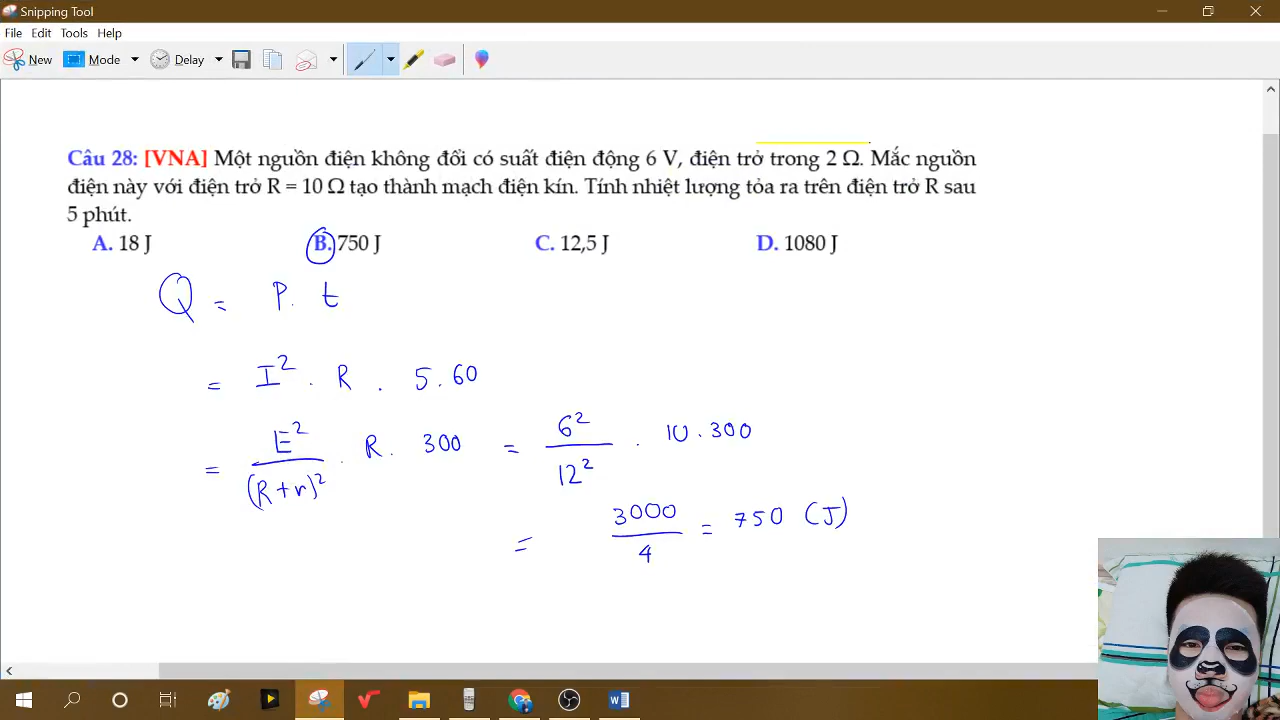 Snipping Tool
File Edit Tools Help
New Mode Delay
Câu 28: [VNA] Một nguồn điện không đổi có suất điện động 6 V, điện trở trong 2 Ω. Mắc nguồn
điện này với điện trở R = 10 Ω tạo thành mạch điện kín. Tính nhiệt lượng tỏa ra trên điện trở R sau
5 phút.
A. 18 J B. 750 J C. 12,5 J D. 1080 J
Q = P. t
= I² . R . 5.60
= E²/(R+r)² . R. 300 = 6²/12² . 10.300
= 3000/4 = 750 (J)